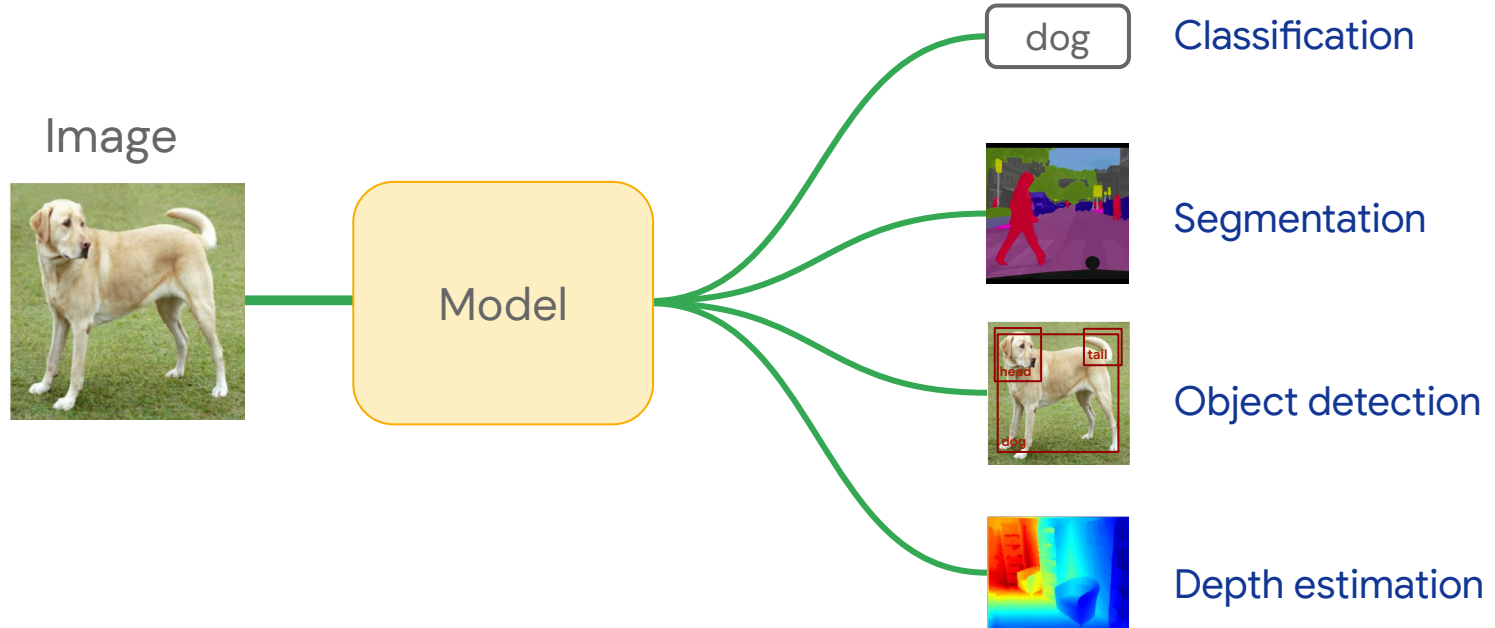 Image
Model
dog
Classification
Segmentation
head
tail
dog
Object detection
Depth estimation